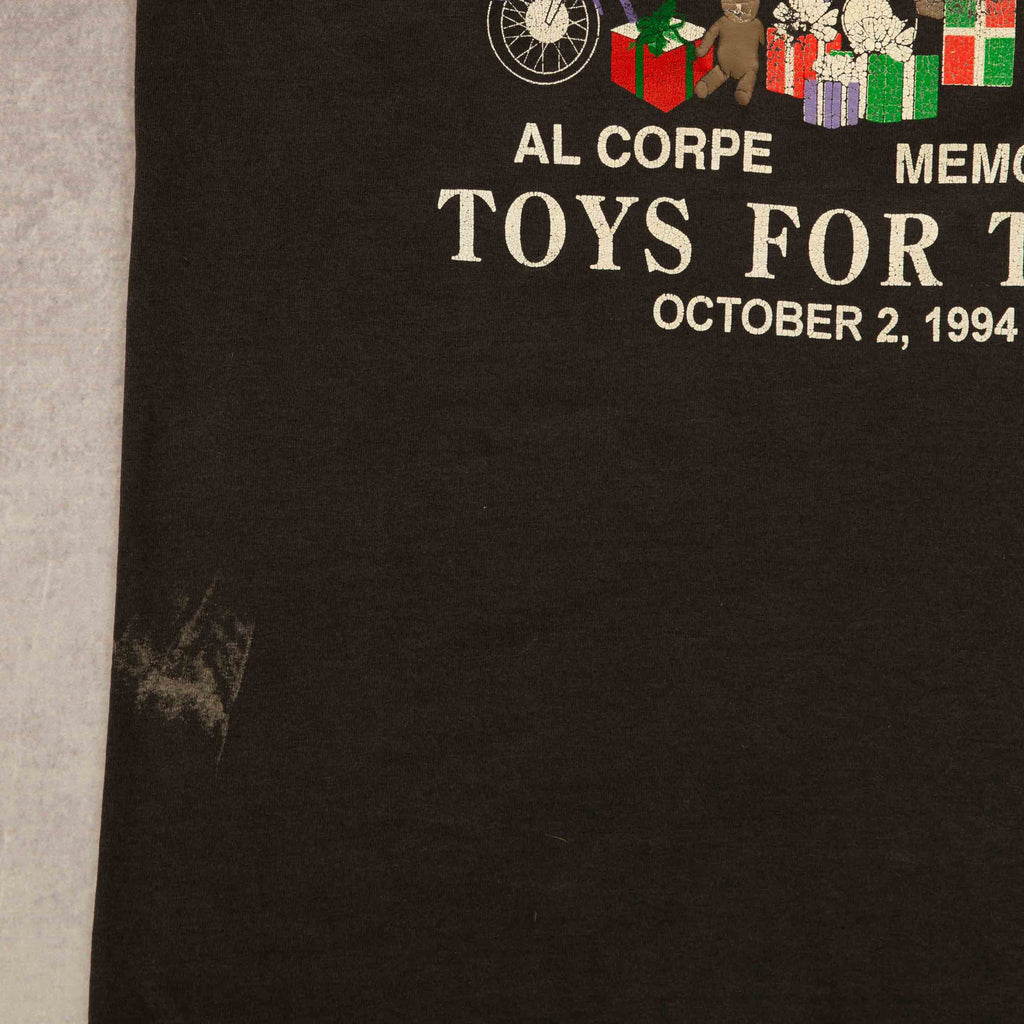 AL CORPE MEMO
TOYS FOR T
OCTOBER 2, 1994